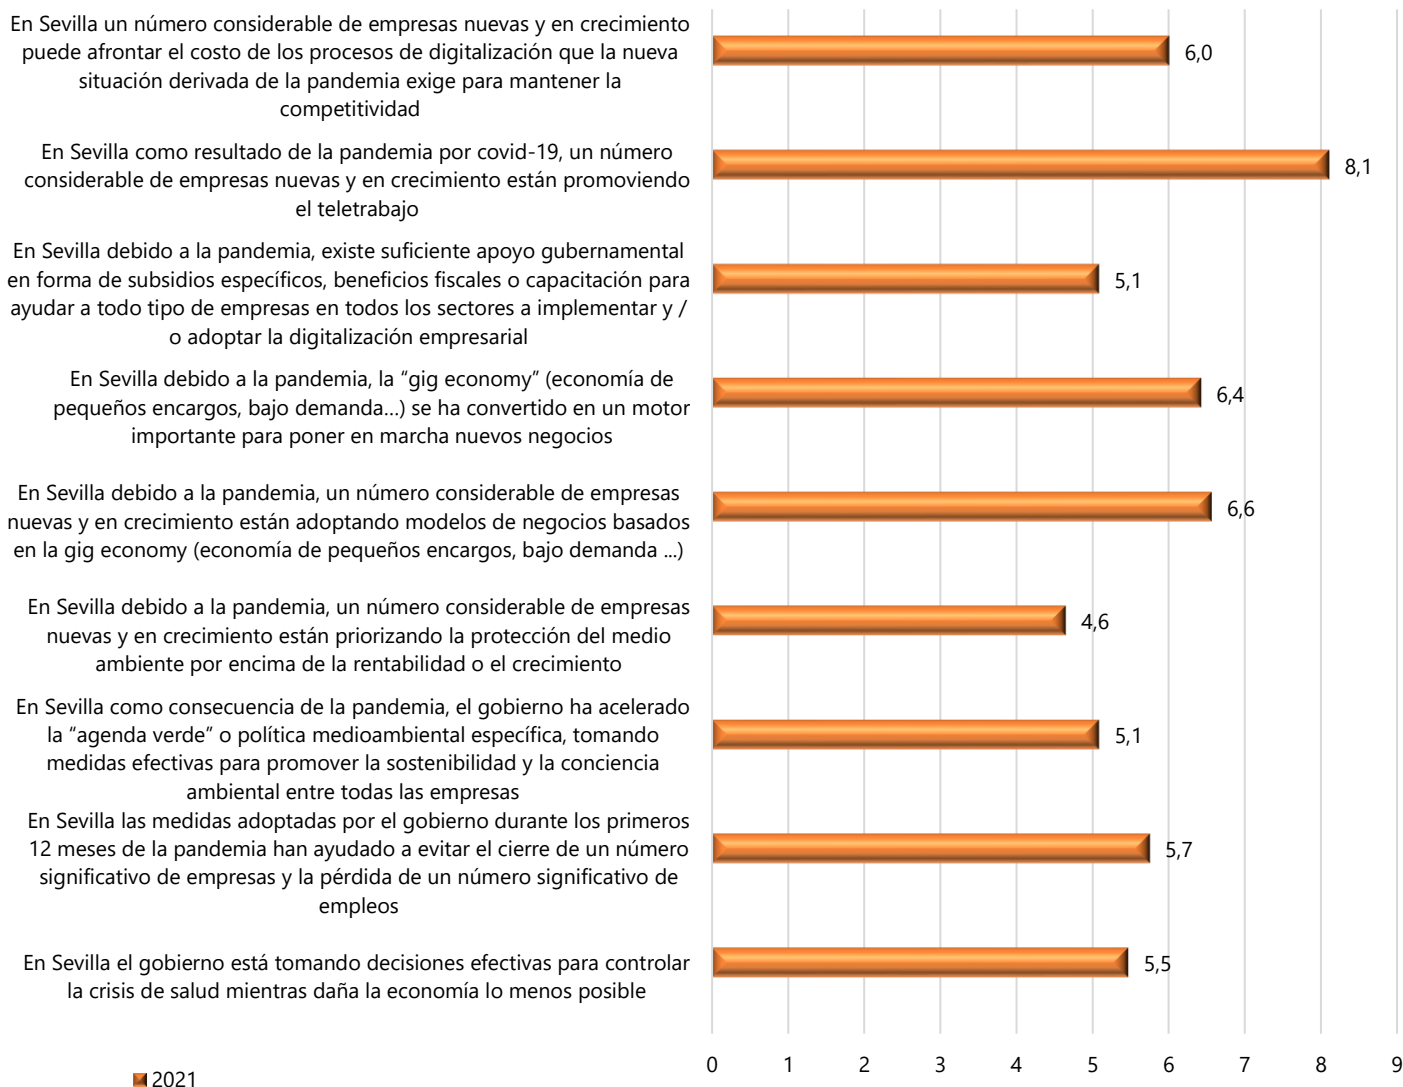 En Sevilla un número considerable de empresas nuevas y en crecimiento
puede afrontar el costo de los procesos de digitalización que la nueva
situación derivada de la pandemia exige para mantener la
competitividad
6,0
En Sevilla como resultado de la pandemia por covid-19, un número
considerable de empresas nuevas y en crecimiento están promoviendo
el teletrabajo
8,1
En Sevilla debido a la pandemia, existe suficiente apoyo gubernamental
en forma de subsidios específicos, beneficios fiscales o capacitación para
ayudar a todo tipo de empresas en todos los sectores a implementar y /
o adoptar la digitalización empresarial
5,1
En Sevilla debido a la pandemia, la “gig economy” (economía de
pequeños encargos, bajo demanda…) se ha convertido en un motor
importante para poner en marcha nuevos negocios
6,4
En Sevilla debido a la pandemia, un número considerable de empresas
nuevas y en crecimiento están adoptando modelos de negocios basados
en la gig economy (economía de pequeños encargos, bajo demanda ...)
6,6
En Sevilla debido a la pandemia, un número considerable de empresas
nuevas y en crecimiento están priorizando la protección del medio
ambiente por encima de la rentabilidad o el crecimiento
4,6
En Sevilla como consecuencia de la pandemia, el gobierno ha acelerado
la “agenda verde” o política medioambiental específica, tomando
medidas efectivas para promover la sostenibilidad y la conciencia
ambiental entre todas las empresas
5,1
En Sevilla las medidas adoptadas por el gobierno durante los primeros
12 meses de la pandemia han ayudado a evitar el cierre de un número
significativo de empresas y la pérdida de un número significativo de
empleos
5,7
En Sevilla el gobierno está tomando decisiones efectivas para controlar
la crisis de salud mientras daña la economía lo menos posible
5,5
0 1 2 3 4 5 6 7 8 9
2021